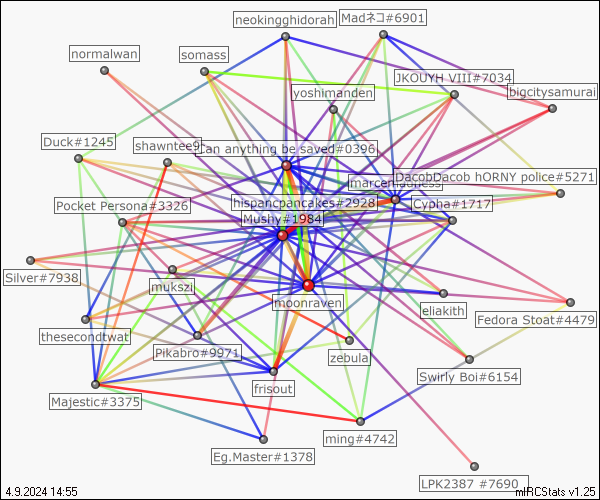 neokingghidorah
Madネコ#6901
normalwan
somass
JKOUYH VIII#7034
yoshimanden
bigcitysamurai
Duck#1245
shawntee9
Can anything be saved#0396
DacobDacob hORNY police#5271
Pocket Persona#3326
hispancpancakes#2928
Cypha#1717
Mushy#1984
Silver#7938
mukszi
moonraven
eliakith
Fedora Stoat#4479
thesecondtwat
Pikabro#9971
zebula
Swirly Boi#6154
Majestic#3375
frisout
ming#4742
Eg.Master#1378
LPK2387 #7690
4.9.2024 14:55
mIRCStats v1.25